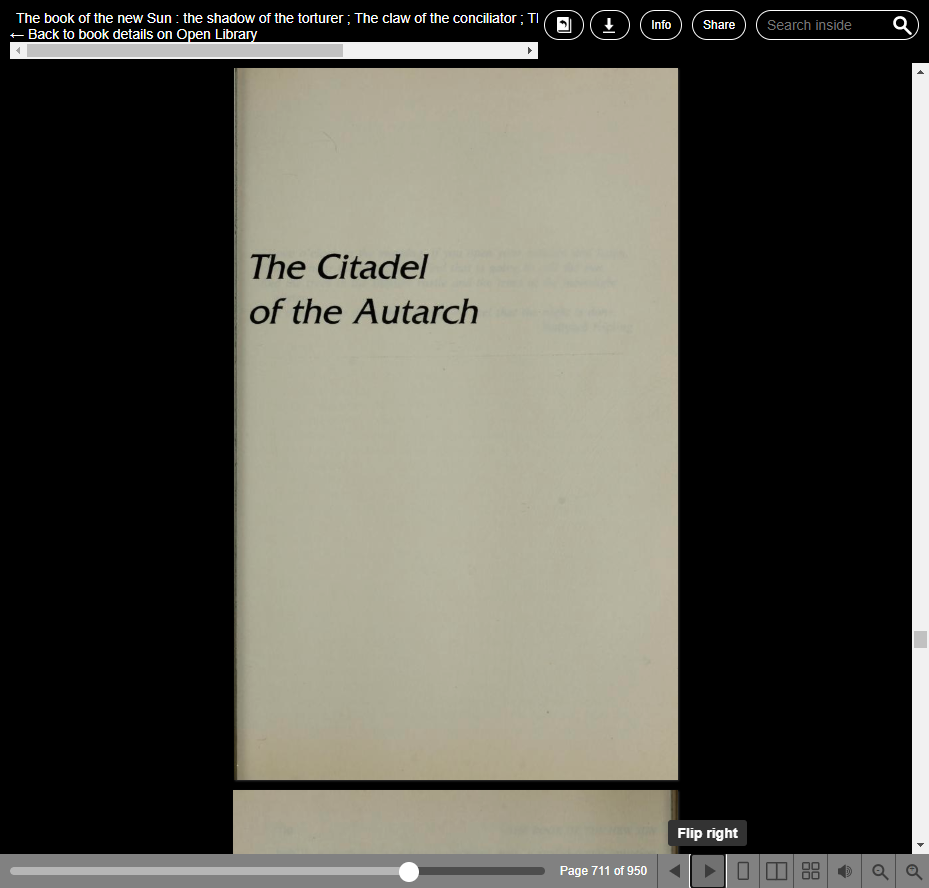 The book of the new Sun : the shadow of the torturer ; The claw of the conciliator ; Tl
← Back to book details on Open Library
Info
Share
Search inside
The Citadel
of the Autarch
Flip right
Page 711 of 950